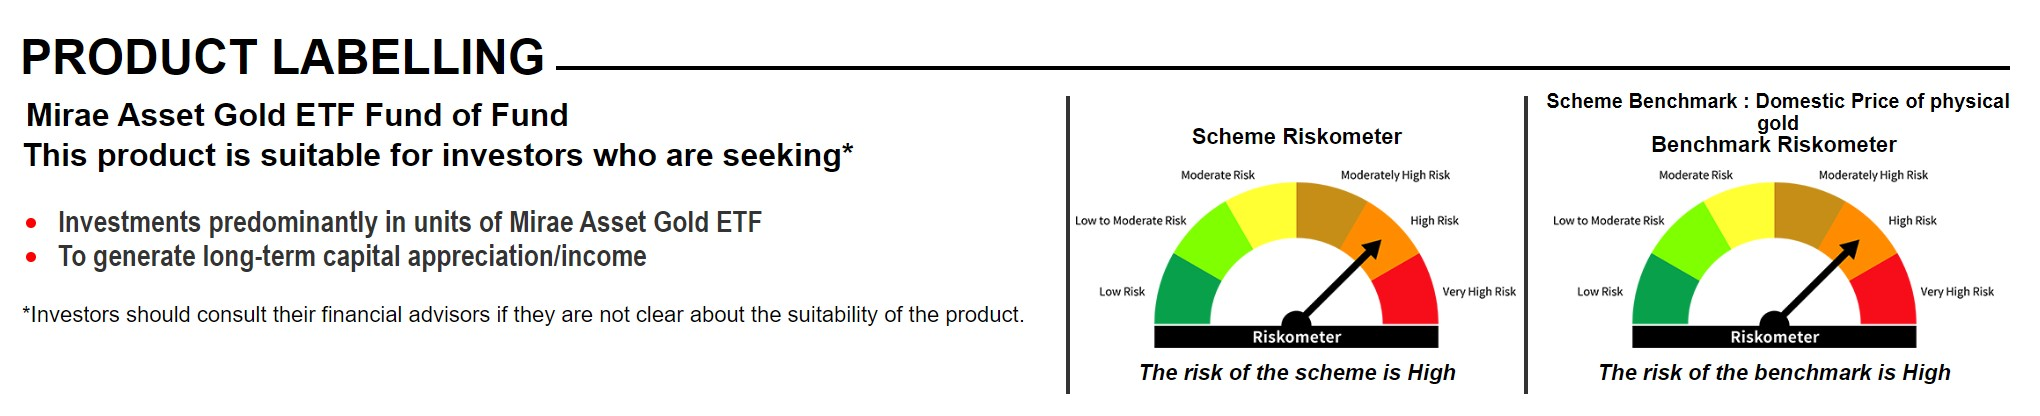 PRODUCT LABELLING
Mirae Asset Gold ETF Fund of Fund
This product is suitable for investors who are seeking*
• Investments predominantly in units of Mirae Asset Gold ETF
• To generate long-term capital appreciation/income
*Investors should consult their financial advisors if they are not clear about the suitability of the product.
Scheme Riskometer
Moderate Risk
Moderately High Risk
Low to Moderate Risk
High Risk
Low Risk
Very High Risk
Riskometer
The risk of the scheme is High
Scheme Benchmark : Domestic Price of physical
gold
Benchmark Riskometer
Moderate Risk
Moderately High Risk
Low to Moderate Risk
High Risk
Low Risk
Very High Risk
Riskometer
The risk of the benchmark is High